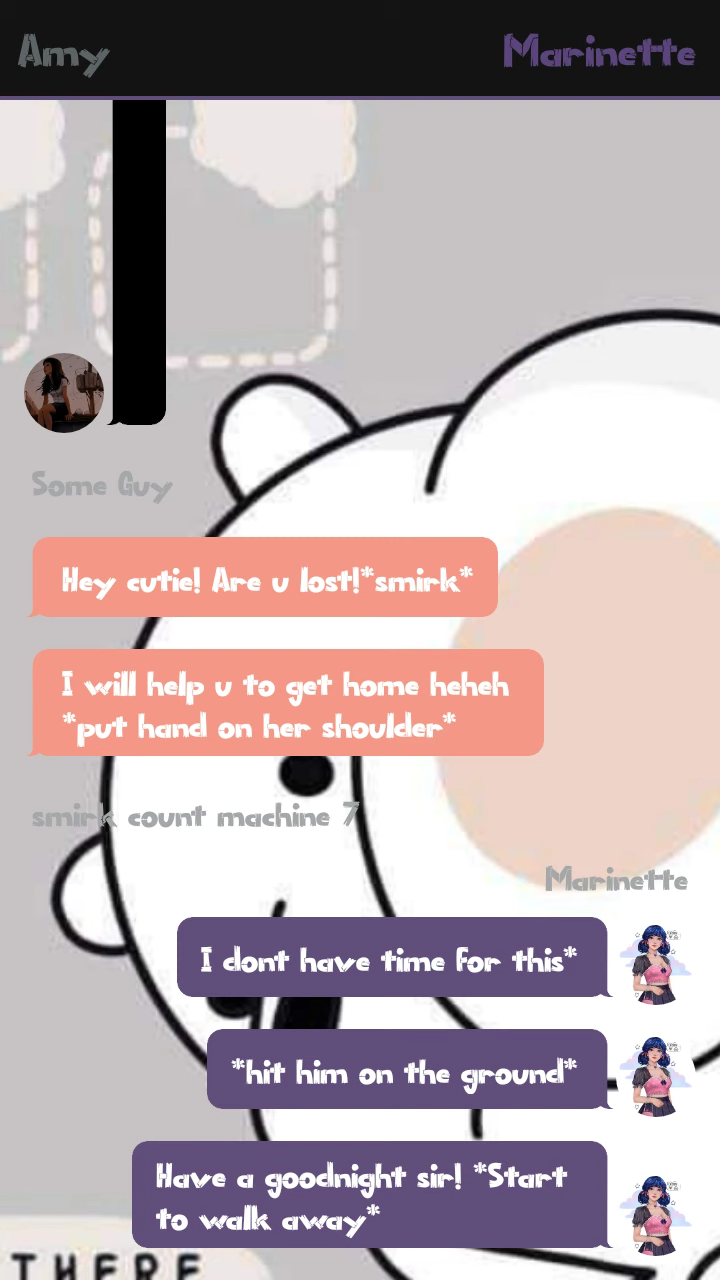 Amy
Marinette
Some Guy
Hey cutie! Are u lost!*smirk*
I will help u to get home heheh
*put hand on her shoulder*
smirk count machine 7
Marinette
I dont have time for this*
*hit him on the ground*
Have a goodnight sir! *Start
to walk away*
THERE